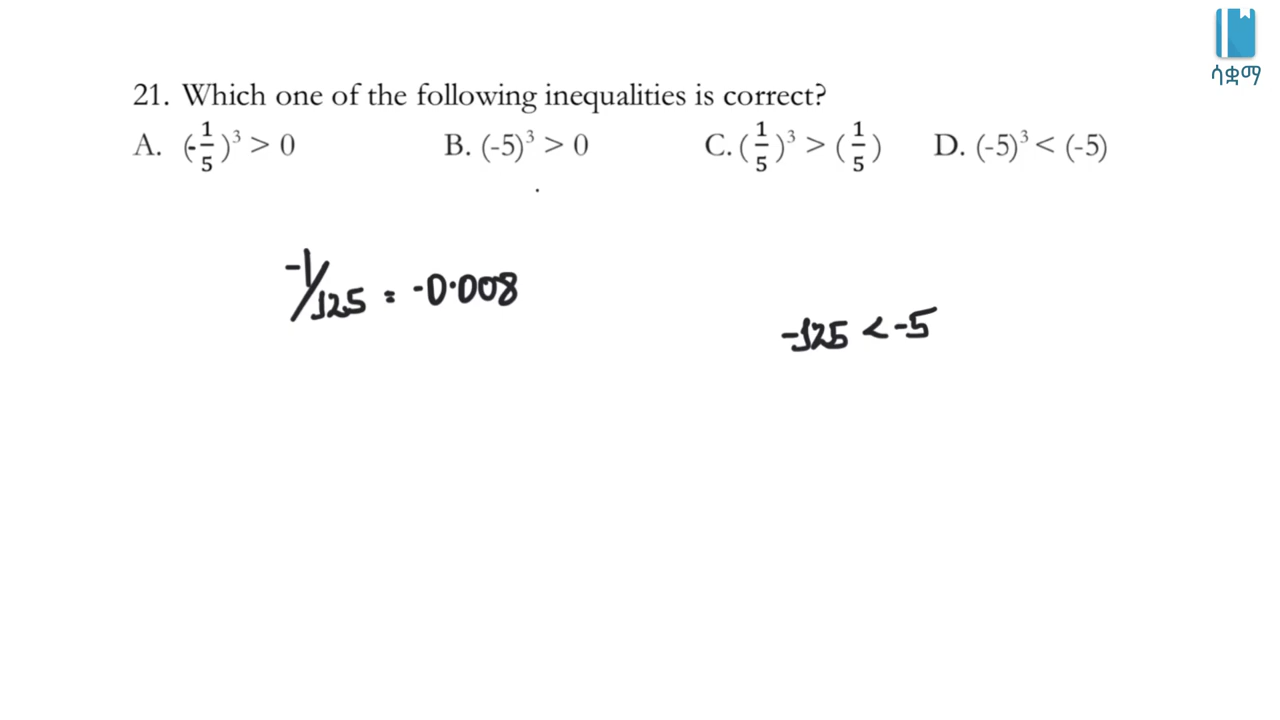 ሳቋማ
21. Which one of the following inequalities is correct?
A. (-1/5)³ > 0 B. (-5)³ > 0 C. (1/5)³ > (1/5) D. (-5)³ < (-5)
-1/125 = -0.008
-125 < -5